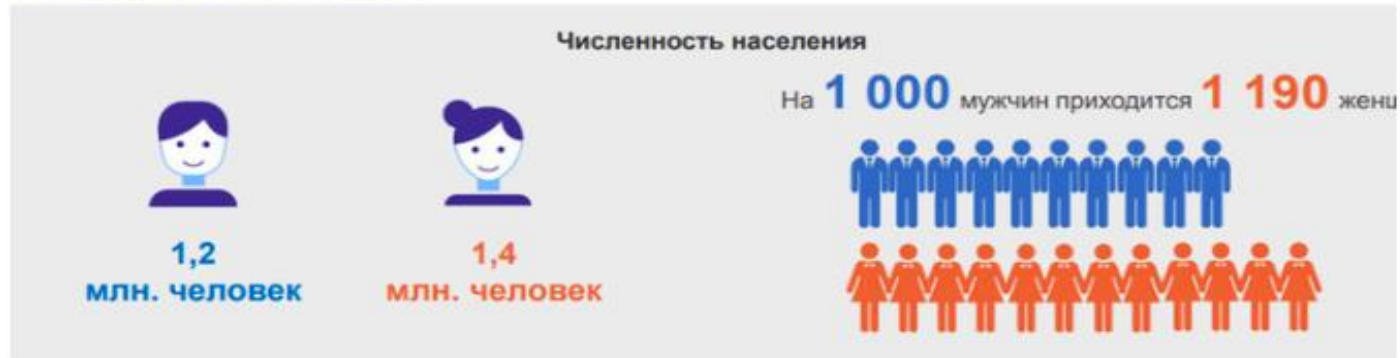 Численность населения
На 1 000 мужчин приходится 1 190
1,2
млн. человек
1,4
млн. человек